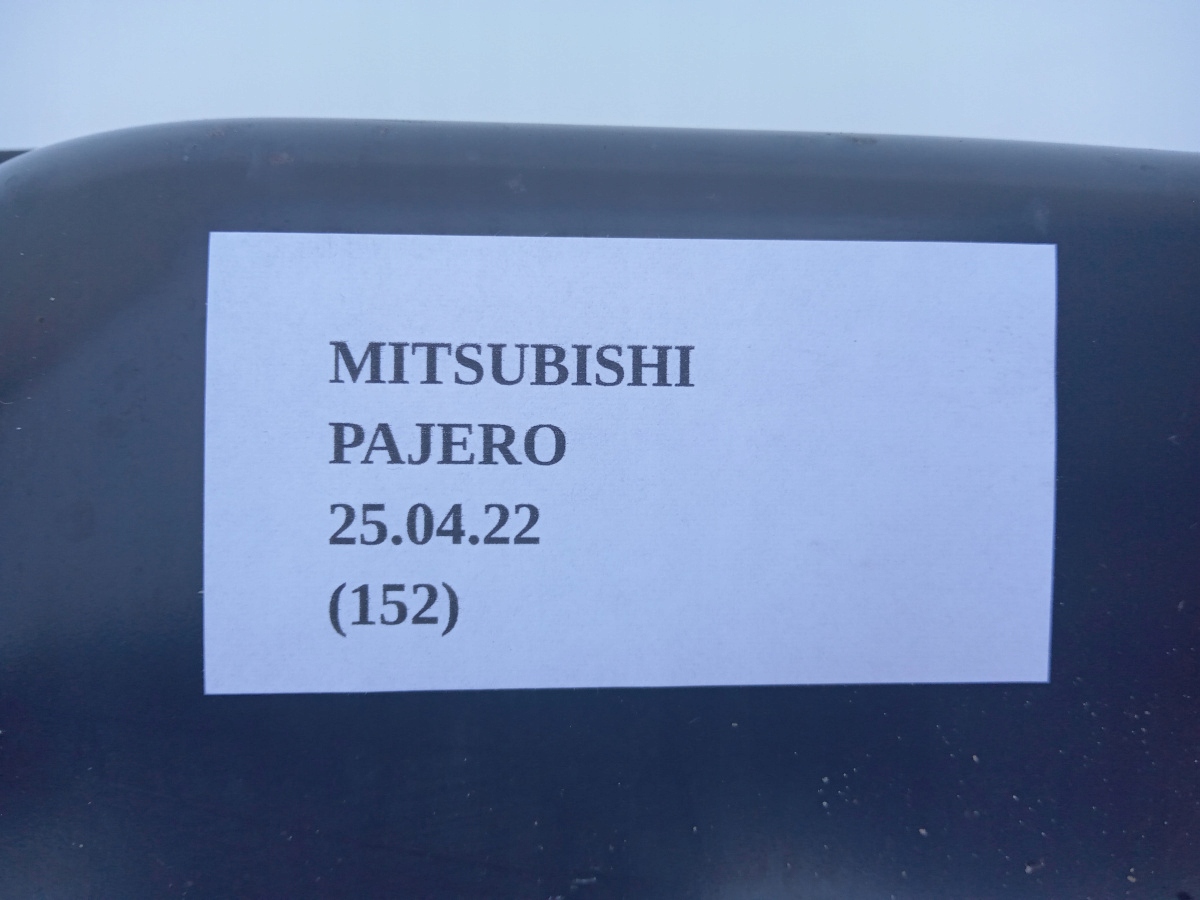 MITSUBISHI
PAJERO
25.04.22
(152)